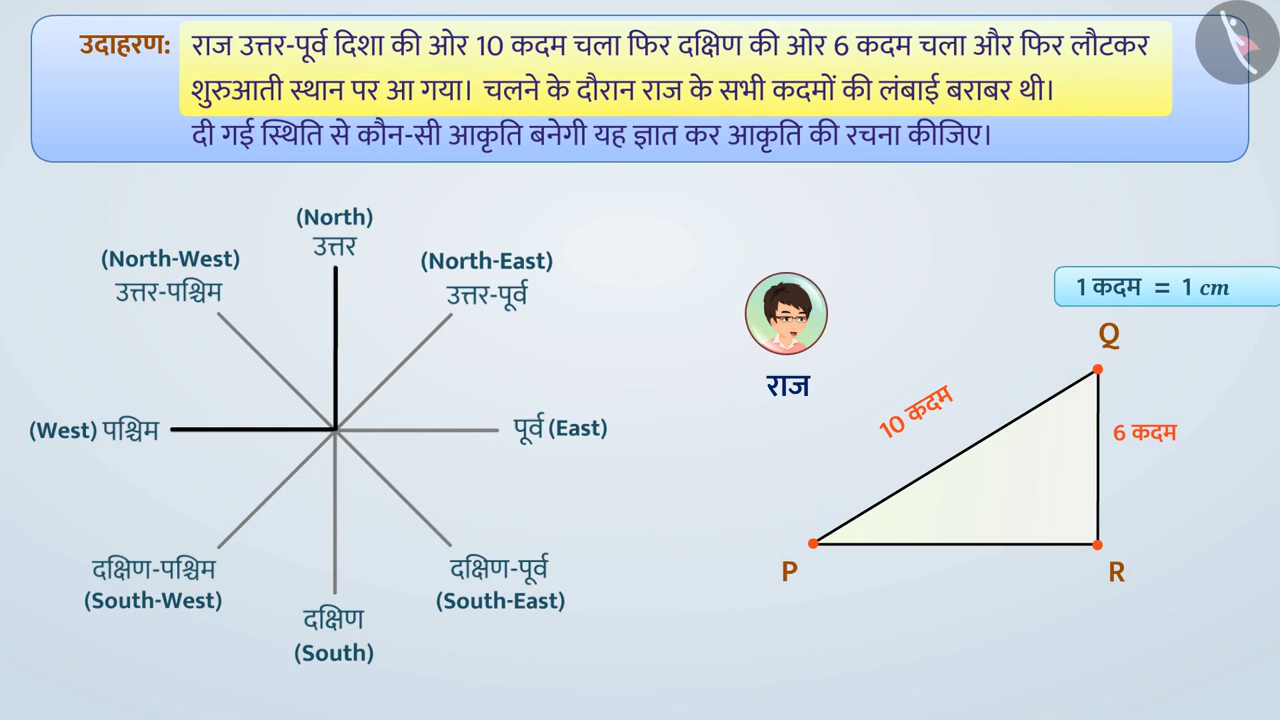 उदाहरण: राज उत्तर-पूर्व दिशा की ओर 10 कदम चला फिर दक्षिण की ओर 6 कदम चला और फिर लौटकर
शुरुआती स्थान पर आ गया। चलने के दौरान राज के सभी कदमों की लंबाई बराबर थी।
दी गई स्थिति से कौन-सी आकृति बनेगी यह ज्ञात कर आकृति की रचना कीजिए।
(North)
उत्तर
(North-West)
उत्तर-पश्चिम
(North-East)
उत्तर-पूर्व
(West) पश्चिम
पूर्व (East)
दक्षिण-पश्चिम
(South-West)
दक्षिण-पूर्व
(South-East)
दक्षिण
(South)
राज
1 कदम = 1 cm
Q
10 कदम
6 कदम
P
R